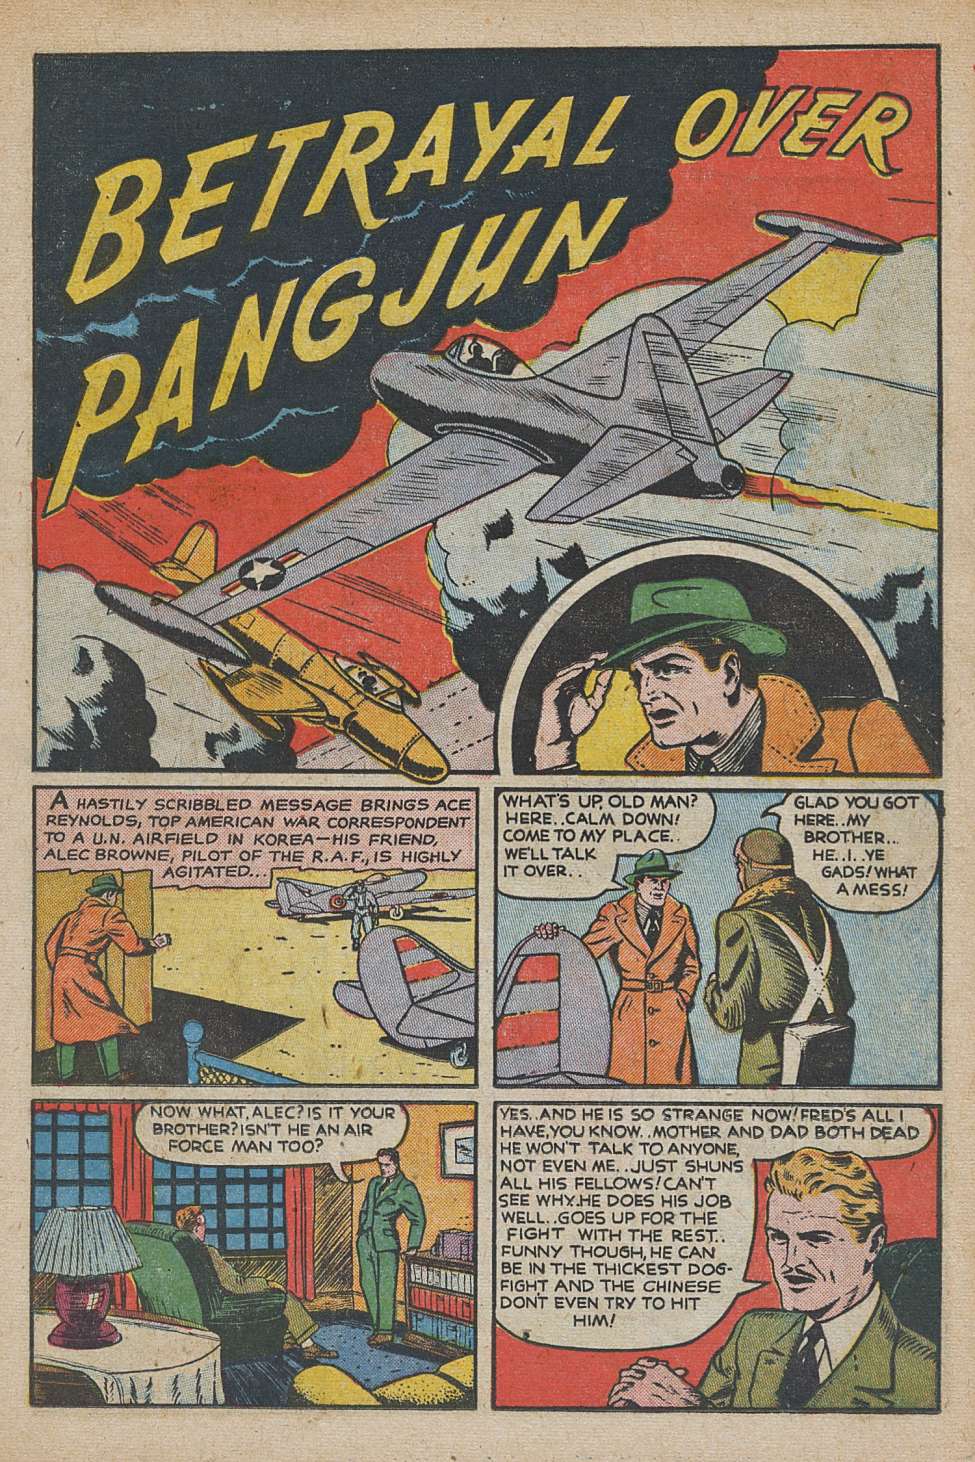 BETRAYAL OVER
PANGJUN
A HASTILY SCRIBBLED MESSAGE BRINGS ACE
REYNOLDS, TOP AMERICAN WAR CORRESPONDENT
TO A U.N. AIRFIELD IN KOREA—HIS FRIEND,
ALEC BROWNE, PILOT OF THE R.A.F., IS HIGHLY
AGITATED...
WHAT'S UP, OLD MAN?
HERE..CALM DOWN!
COME TO MY PLACE..
WE'LL TALK
IT OVER..
GLAD YOU GOT
HERE..MY
BROTHER...
HE..I..YE
GADS! WHAT
A MESS!
NOW WHAT, ALEC? IS IT YOUR
BROTHER? ISN'T HE AN AIR
FORCE MAN TOO?
YES..AND HE IS SO STRANGE NOW! FRED'S ALL I
HAVE, YOU KNOW..MOTHER AND DAD BOTH DEAD
HE WON'T TALK TO ANYONE,
NOT EVEN ME..JUST SHUNS
ALL HIS FELLOWS! CAN'T
SEE WHY..HE DOES HIS JOB
WELL..GOES UP FOR THE
FIGHT WITH THE REST..
FUNNY THOUGH, HE CAN
BE IN THE THICKEST DOG-
FIGHT AND THE CHINESE
DON'T EVEN TRY TO HIT
HIM!